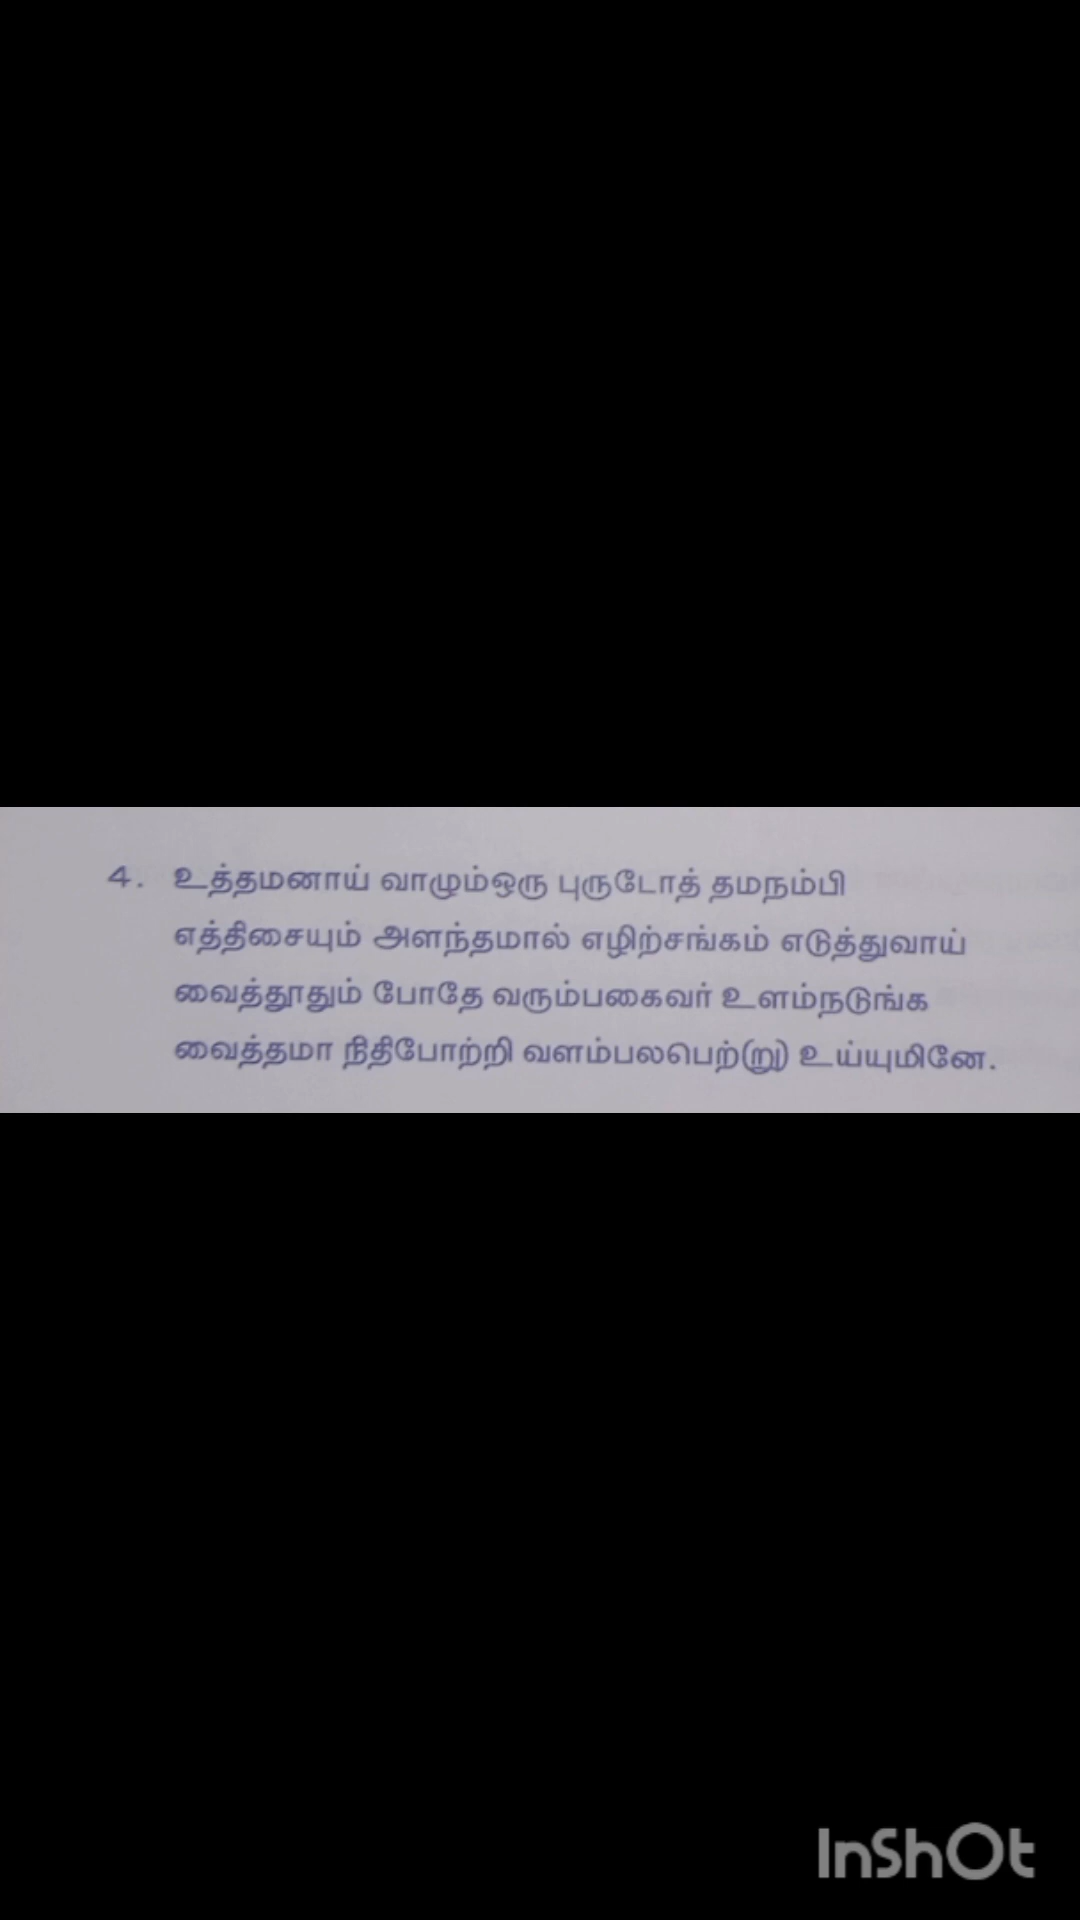 4. உத்தமனாய் வாழும்ஒரு புருடோத் தமநம்பி
எத்திசையும் அளந்தமால் எழிற்சங்கம் எடுத்துவாய்
வைத்தூதும் போதே வரும்பகைவர் உளம்நடுங்க
வைத்தமா நிதிபோற்றி வளம்பலபெற்(று) உய்யுமினே.
InShOt